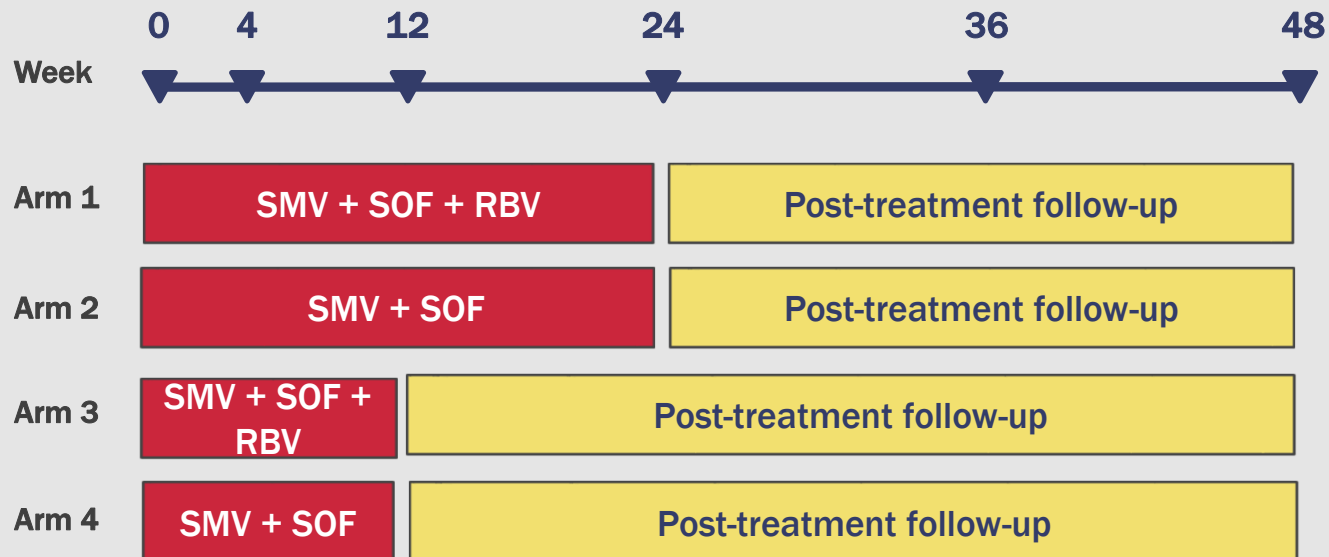 0 4 12 24 36 48
Week
Arm 1 SMV + SOF + RBV Post-treatment follow-up
Arm 2 SMV + SOF Post-treatment follow-up
Arm 3 SMV + SOF +
RBV Post-treatment follow-up
Arm 4 SMV + SOF Post-treatment follow-up